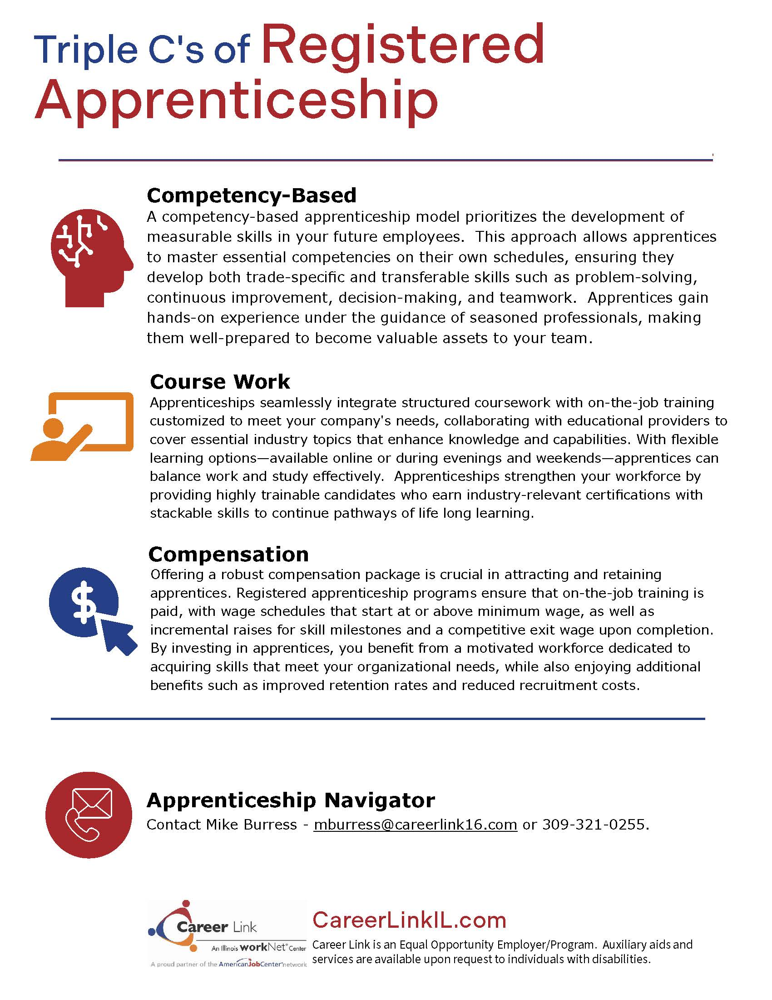 Triple C's of Registered
Apprenticeship
Competency-Based
A competency-based apprenticeship model prioritizes the development of
measurable skills in your future employees.  This approach allows apprentices
to master essential competencies on their own schedules, ensuring they
develop both trade-specific and transferable skills such as problem-solving,
continuous improvement, decision-making, and teamwork.  Apprentices gain
hands-on experience under the guidance of seasoned professionals, making
them well-prepared to become valuable assets to your team.
Course Work
Apprenticeships seamlessly integrate structured coursework with on-the-job training
customized to meet your company's needs, collaborating with educational providers to
cover essential industry topics that enhance knowledge and capabilities. With flexible
learning options—available online or during evenings and weekends—apprentices can
balance work and study effectively.  Apprenticeships strengthen your workforce by
providing highly trainable candidates who earn industry-relevant certifications with
stackable skills to continue pathways of life long learning.
Compensation
Offering a robust compensation package is crucial in attracting and retaining
apprentices. Registered apprenticeship programs ensure that on-the-job training is
paid, with wage schedules that start at or above minimum wage, as well as
incremental raises for skill milestones and a competitive exit wage upon completion.
By investing in apprentices, you benefit from a motivated workforce dedicated to
acquiring skills that meet your organizational needs, while also enjoying additional
benefits such as improved retention rates and reduced recruitment costs.
$
Apprenticeship Navigator
Contact Mike Burress - mburress@careerlink16.com or 309-321-0255.
Career Link
An Illinois workNet® Center
A proud partner of the AmericanJobCenter™network
CareerLinkIL.com
Career Link is an Equal Opportunity Employer/Program.  Auxiliary aids and
services are available upon request to individuals with disabilities.